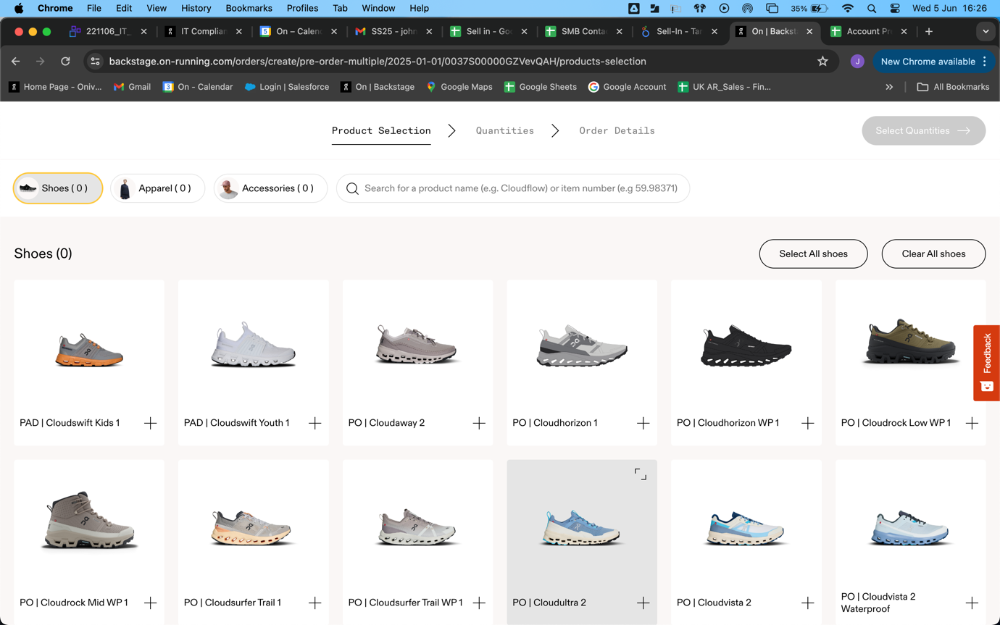 Chrome File Edit View History Bookmarks Profiles Tab Window Help 35% Wed 5 Jun 16:26
221106_IT_ IT Complian On – Calen SS25 - john Sell in - Goo SMB Conta Sell-In - Tar On | Backst Account Pr
backstage.on-running.com/orders/create/pre-order-multiple/2025-01-01/0037S00000GZVevQAH/products-selection J New Chrome available
Home Page - Oniv... Gmail On - Calendar Login | Salesforce On | Backstage Google Maps Google Sheets Google Account UK AR_Sales - Fin... All Bookmarks
Product Selection Quantities Order Details Select Quantities
Shoes ( 0 ) Apparel ( 0 ) Accessories ( 0 ) Search for a product name (e.g. Cloudflow) or item number (e.g 59.98371)
Shoes (0) Select All shoes Clear All shoes
Feedback
PAD | Cloudswift Kids 1 PAD | Cloudswift Youth 1 PO | Cloudaway 2 PO | Cloudhorizon 1 PO | Cloudhorizon WP 1 PO | Cloudrock Low WP 1
PO | Cloudrock Mid WP 1 PO | Cloudsurfer Trail 1 PO | Cloudsurfer Trail WP 1 PO | Cloudultra 2 PO | Cloudvista 2 PO | Cloudvista 2
Waterproof